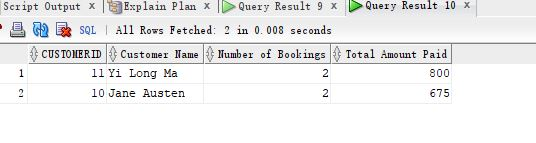 Script Output × Explain Plan × Query Result 9 × Query Result 10 ×
SQL | All Rows Fetched: 2 in 0.008 seconds
CUSTOMERID Customer Name Number of Bookings Total Amount Paid
1 11 Yi Long Ma 2 800
2 10 Jane Austen 2 675